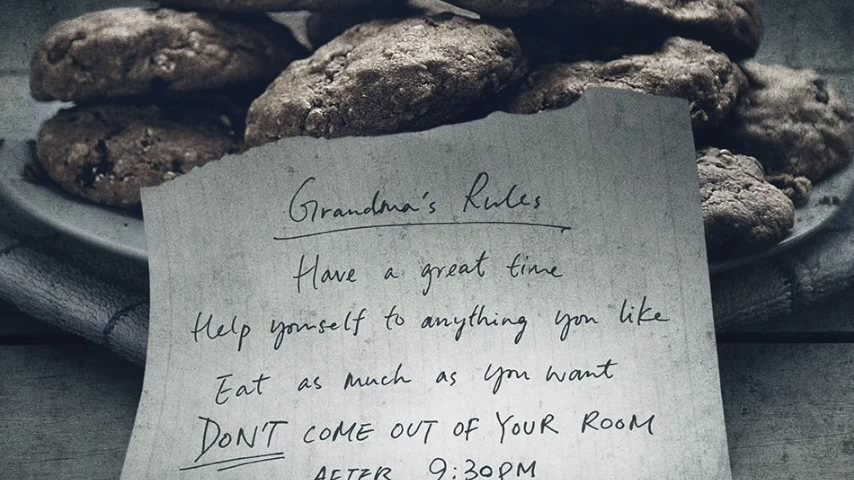 Grandma's Rules
Have a great time
Help yourself to anything you like
Eat as much as you want
DON'T COME OUT OF YOUR ROOM
AFTER 9:30PM